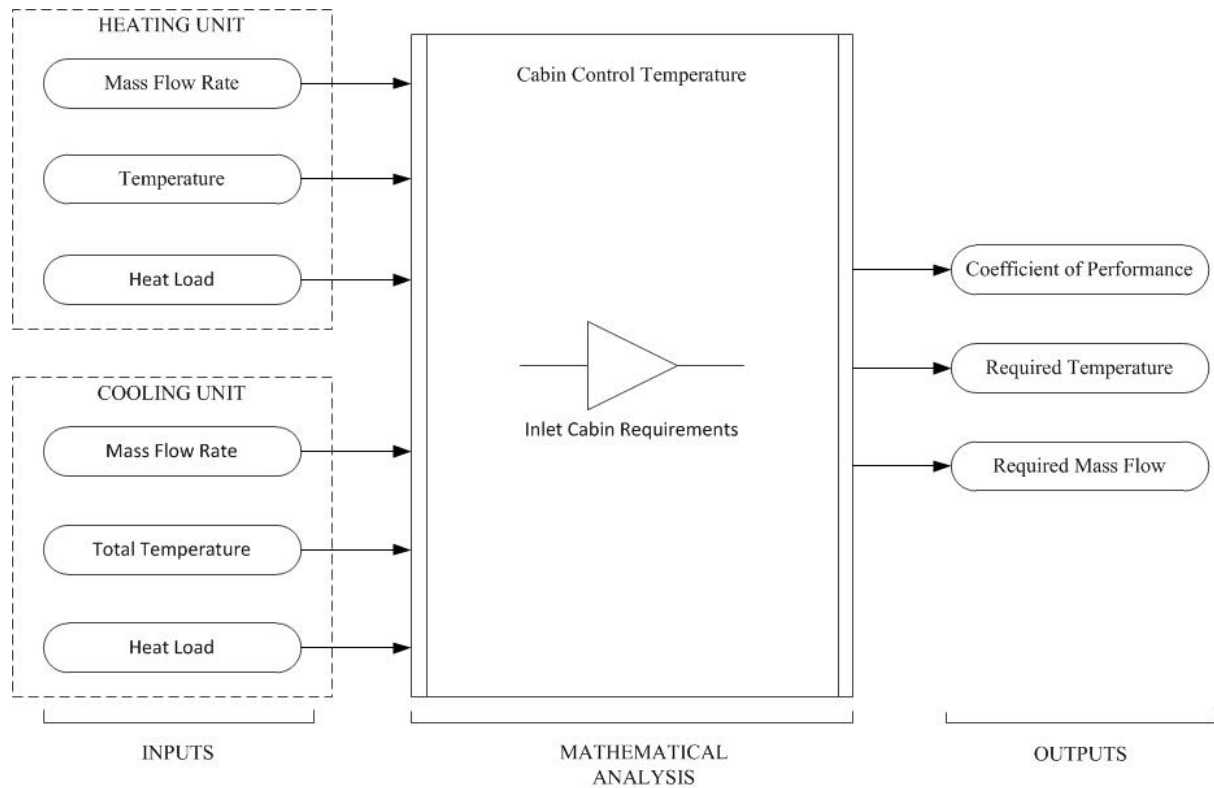 HEATING UNIT
Mass Flow Rate
Temperature
Heat Load
COOLING UNIT
Mass Flow Rate
Total Temperature
Heat Load
INPUTS
Cabin Control Temperature
Inlet Cabin Requirements
MATHEMATICAL
ANALYSIS
Coefficient of Performance
Required Temperature
Required Mass Flow
OUTPUTS